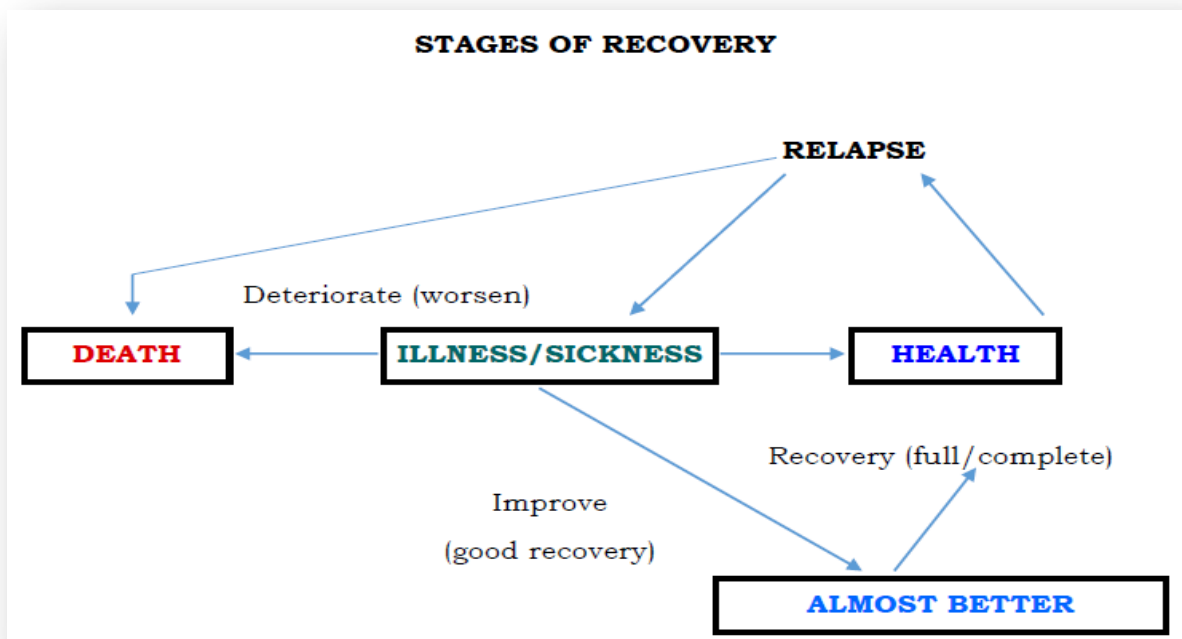 STAGES OF RECOVERY
RELAPSE
Deteriorate (worsen)
DEATH
ILLNESS/SICKNESS
HEALTH
Recovery (full/complete)
Improve
(good recovery)
ALMOST BETTER